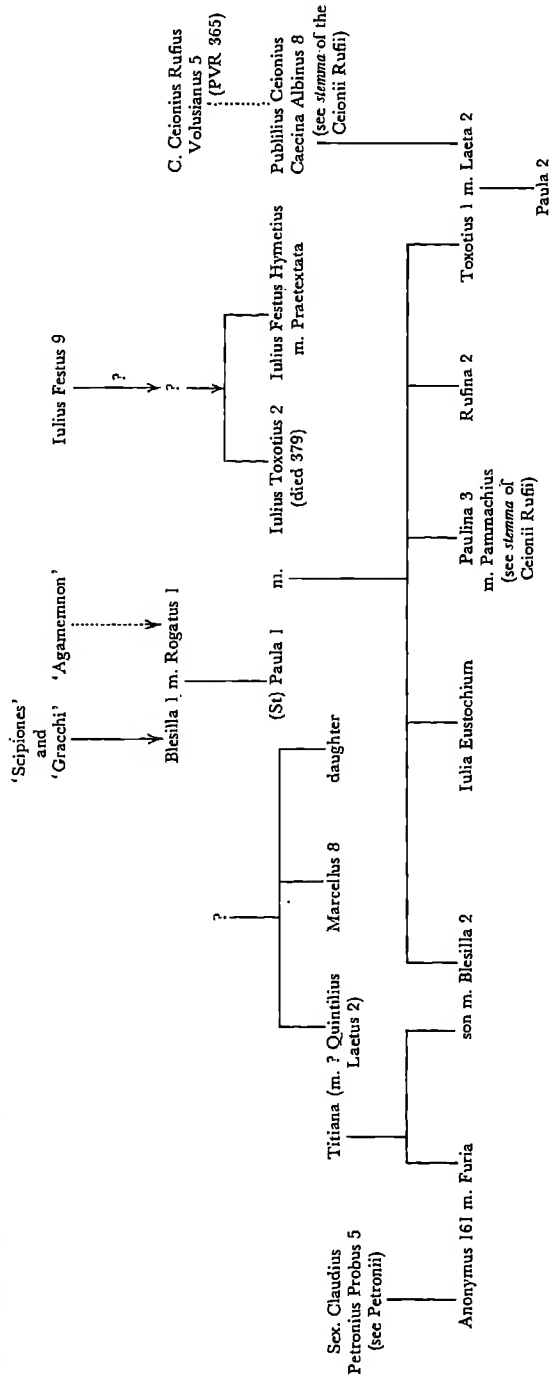 'Scipiones'
and
'Gracchi'
'Agamemnon'
Iulius Festus 9
C. Ceionius Rufius
Volusianus 5
(PVR 365)
?
?
Blesilla 1 m. Rogatus 1
?
Sex. Claudius
Petronius Probus 5
(see Petronii)
Titiana (m. ? Quintilius
Laetus 2)
Marcellus 8
daughter
(St) Paula 1
m.
Iulius Toxotius 2
(died 379)
Iulius Festus Hymetius
m. Praetextata
Publilius Ceionius
Caecina Albinus 8
(see stemma of the
Ceionii Rufii)
Anonymus 161 m. Furia
son m. Blesilla 2
Iulia Eustochium
Paulina 3
m. Pammachius
(see stemma of
Ceionii Rufii)
Rufina 2
Toxotius 1 m. Laeta 2
Paula 2